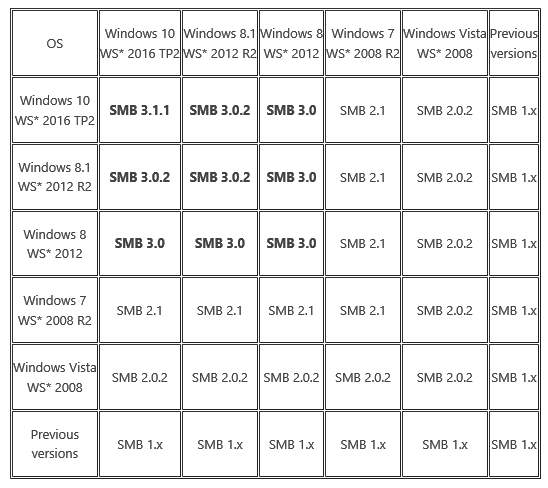 OS
Windows 10
WS* 2016 TP2
Windows 8.1
WS* 2012 R2
Windows 8
WS* 2012
Windows 7
WS* 2008 R2
Windows Vista
WS* 2008
Previous
versions
Windows 10
WS* 2016 TP2
SMB 3.1.1
SMB 3.0.2
SMB 3.0
SMB 2.1
SMB 2.0.2
SMB 1.x
Windows 8.1
WS* 2012 R2
SMB 3.0.2
SMB 3.0.2
SMB 3.0
SMB 2.1
SMB 2.0.2
SMB 1.x
Windows 8
WS* 2012
SMB 3.0
SMB 3.0
SMB 3.0
SMB 2.1
SMB 2.0.2
SMB 1.x
Windows 7
WS* 2008 R2
SMB 2.1
SMB 2.1
SMB 2.1
SMB 2.1
SMB 2.0.2
SMB 1.x
Windows Vista
WS* 2008
SMB 2.0.2
SMB 2.0.2
SMB 2.0.2
SMB 2.0.2
SMB 2.0.2
SMB 1.x
Previous
versions
SMB 1.x
SMB 1.x
SMB 1.x
SMB 1.x
SMB 1.x
SMB 1.x